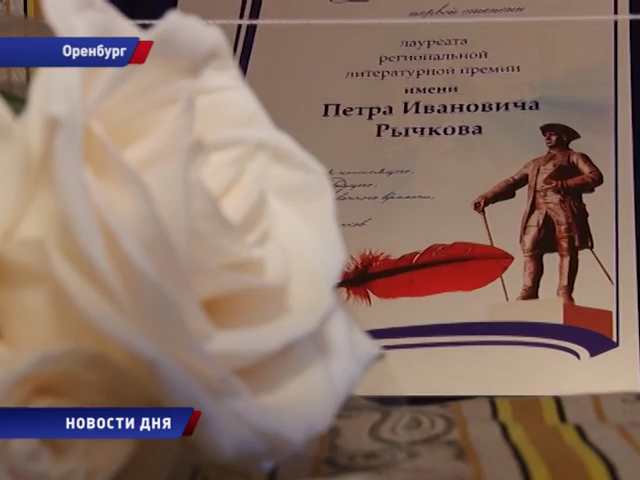 Оренбург
первой степени
лауреата
региональной
литературной премии
имени
Петра Ивановича
Рычкова
НОВОСТИ ДНЯ